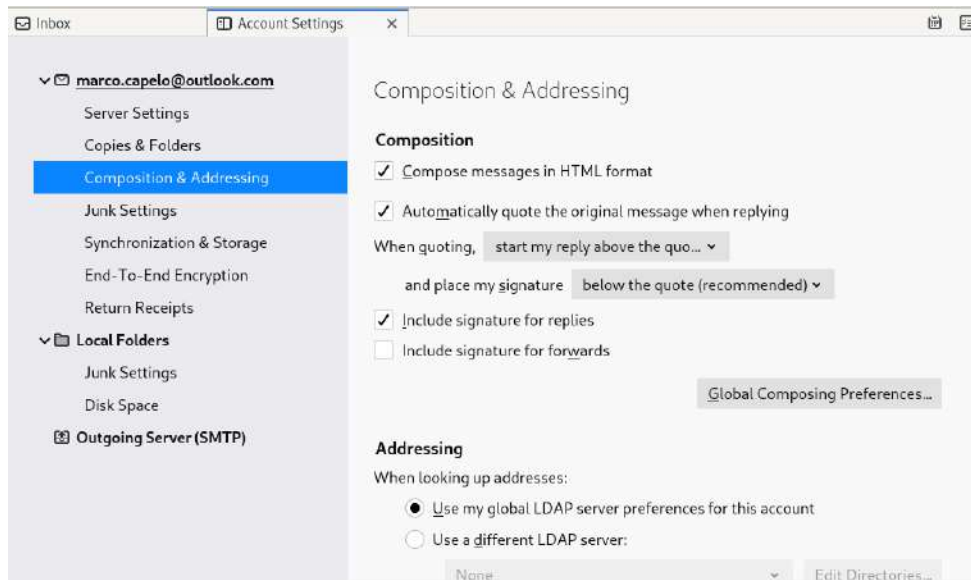 Inbox
Account Settings
marco.capelo@outlook.com
Server Settings
Copies & Folders
Composition & Addressing
Junk Settings
Synchronization & Storage
End-To-End Encryption
Return Receipts
Local Folders
Junk Settings
Disk Space
Outgoing Server (SMTP)
Composition & Addressing
Composition
Compose messages in HTML format
Automatically quote the original message when replying
When quoting, start my reply above the quo...
and place my signature below the quote (recommended)
Include signature for replies
Include signature for forwards
Global Composing Preferences...
Addressing
When looking up addresses:
Use my global LDAP server preferences for this account
Use a different LDAP server:
None Edit Directories...